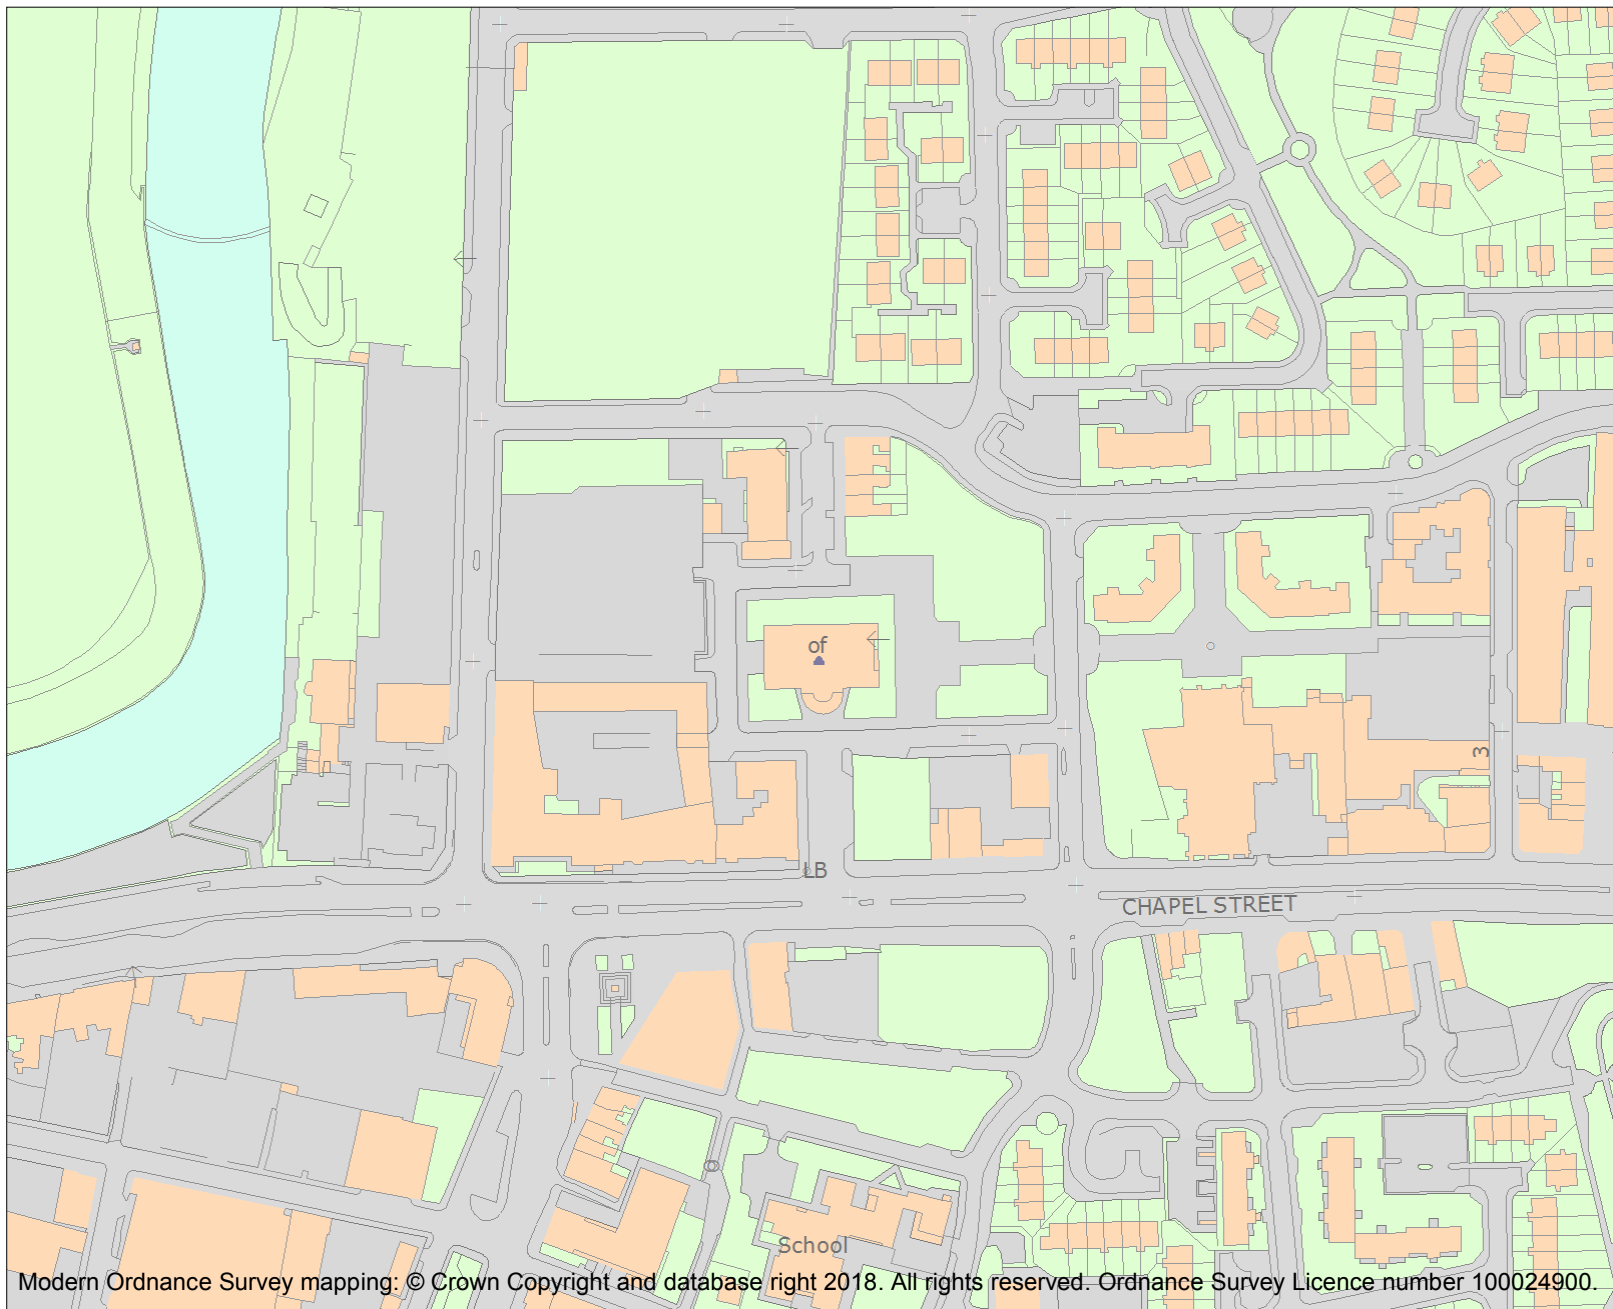 of
3
LB
CHAPEL STREET
School
Modern Ordnance Survey mapping: © Crown Copyright and database right 2018. All rights reserved. Ordnance Survey Licence number 100024900.